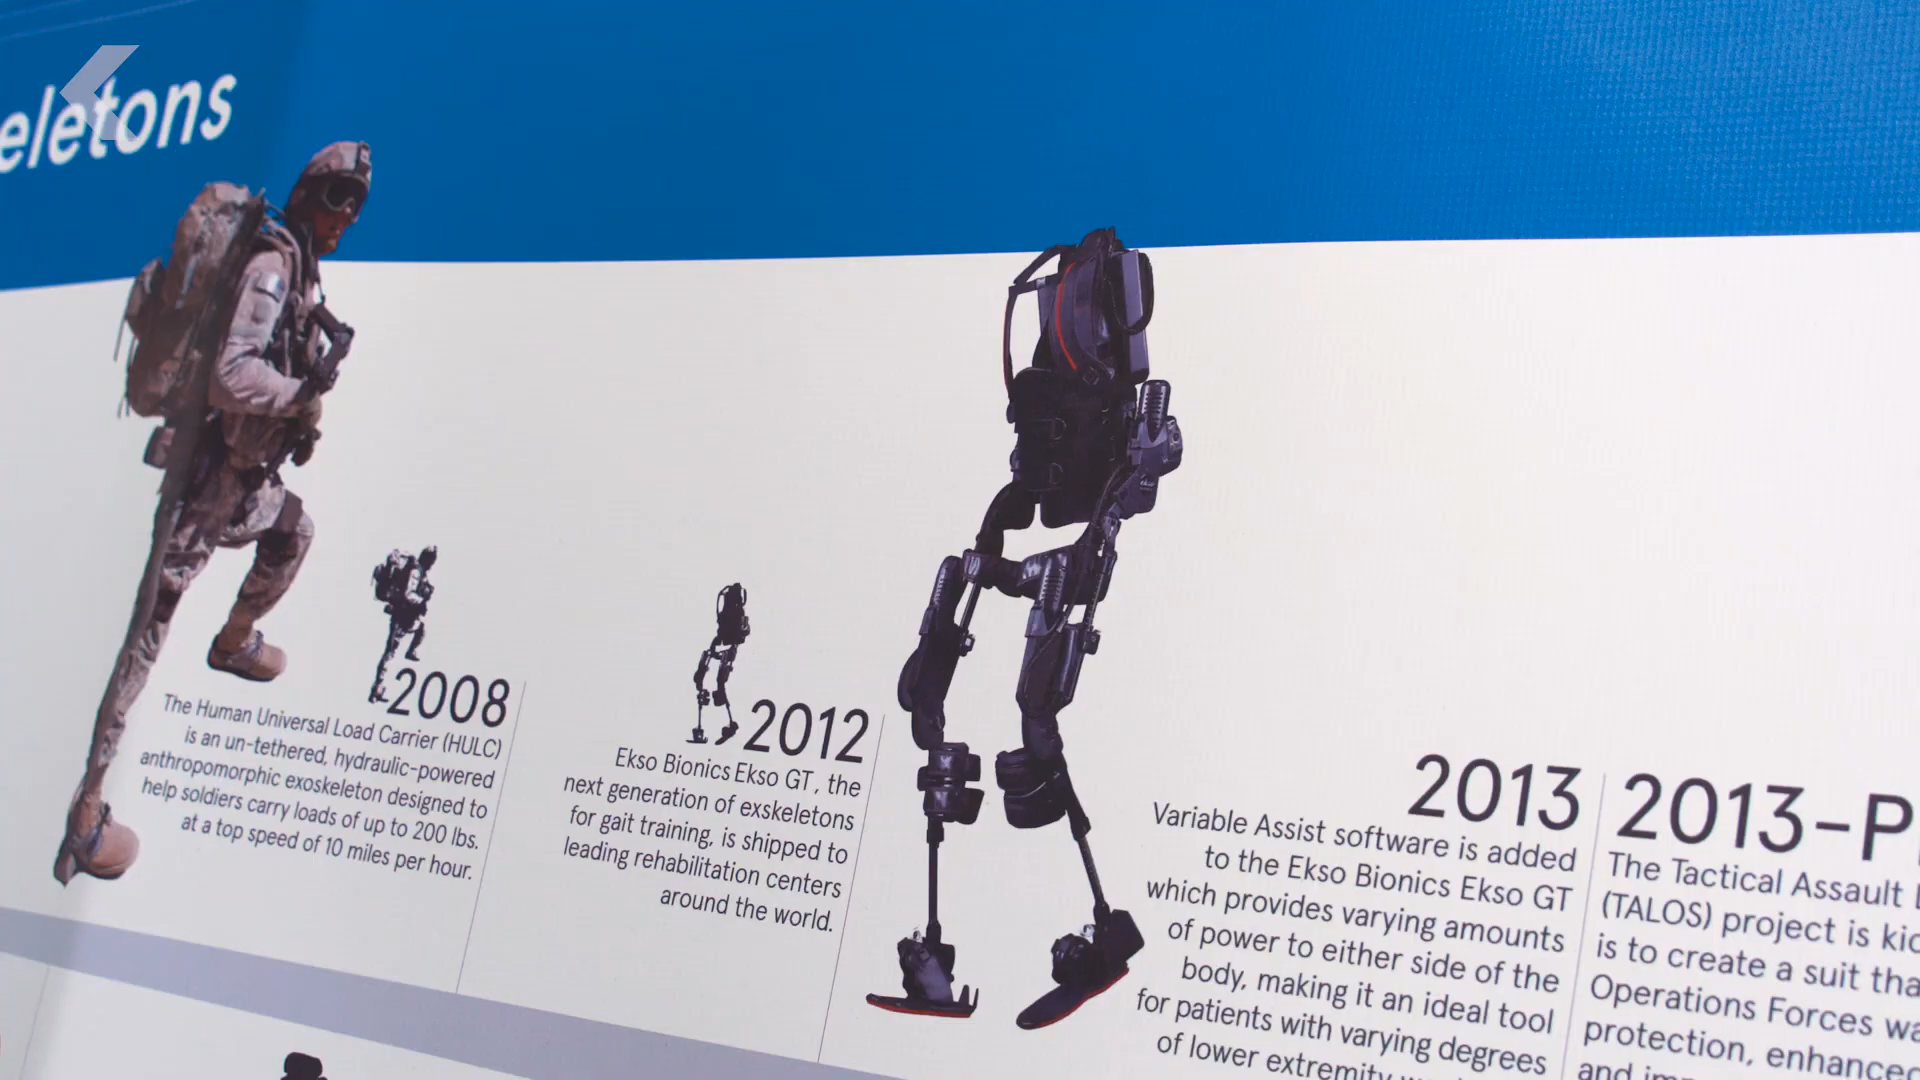 eletons
2008
The Human Universal Load Carrier (HULC)
is an un-tethered, hydraulic-powered
anthropomorphic exoskeleton designed to
help soldiers carry loads of up to 200 lbs.
at a top speed of 10 miles per hour.
2012
Ekso Bionics Ekso GT, the
next generation of exskeletons
for gait training, is shipped to
leading rehabilitation centers
around the world.
2013
Variable Assist software is added
to the Ekso Bionics Ekso GT
which provides varying amounts
of power to either side of the
body, making it an ideal tool
for patients with varying degrees
of lower extremity
2013-P
The Tactical Assault
(TALOS) project is
is to create a suit
Operations Forces
protection, enhanced
and